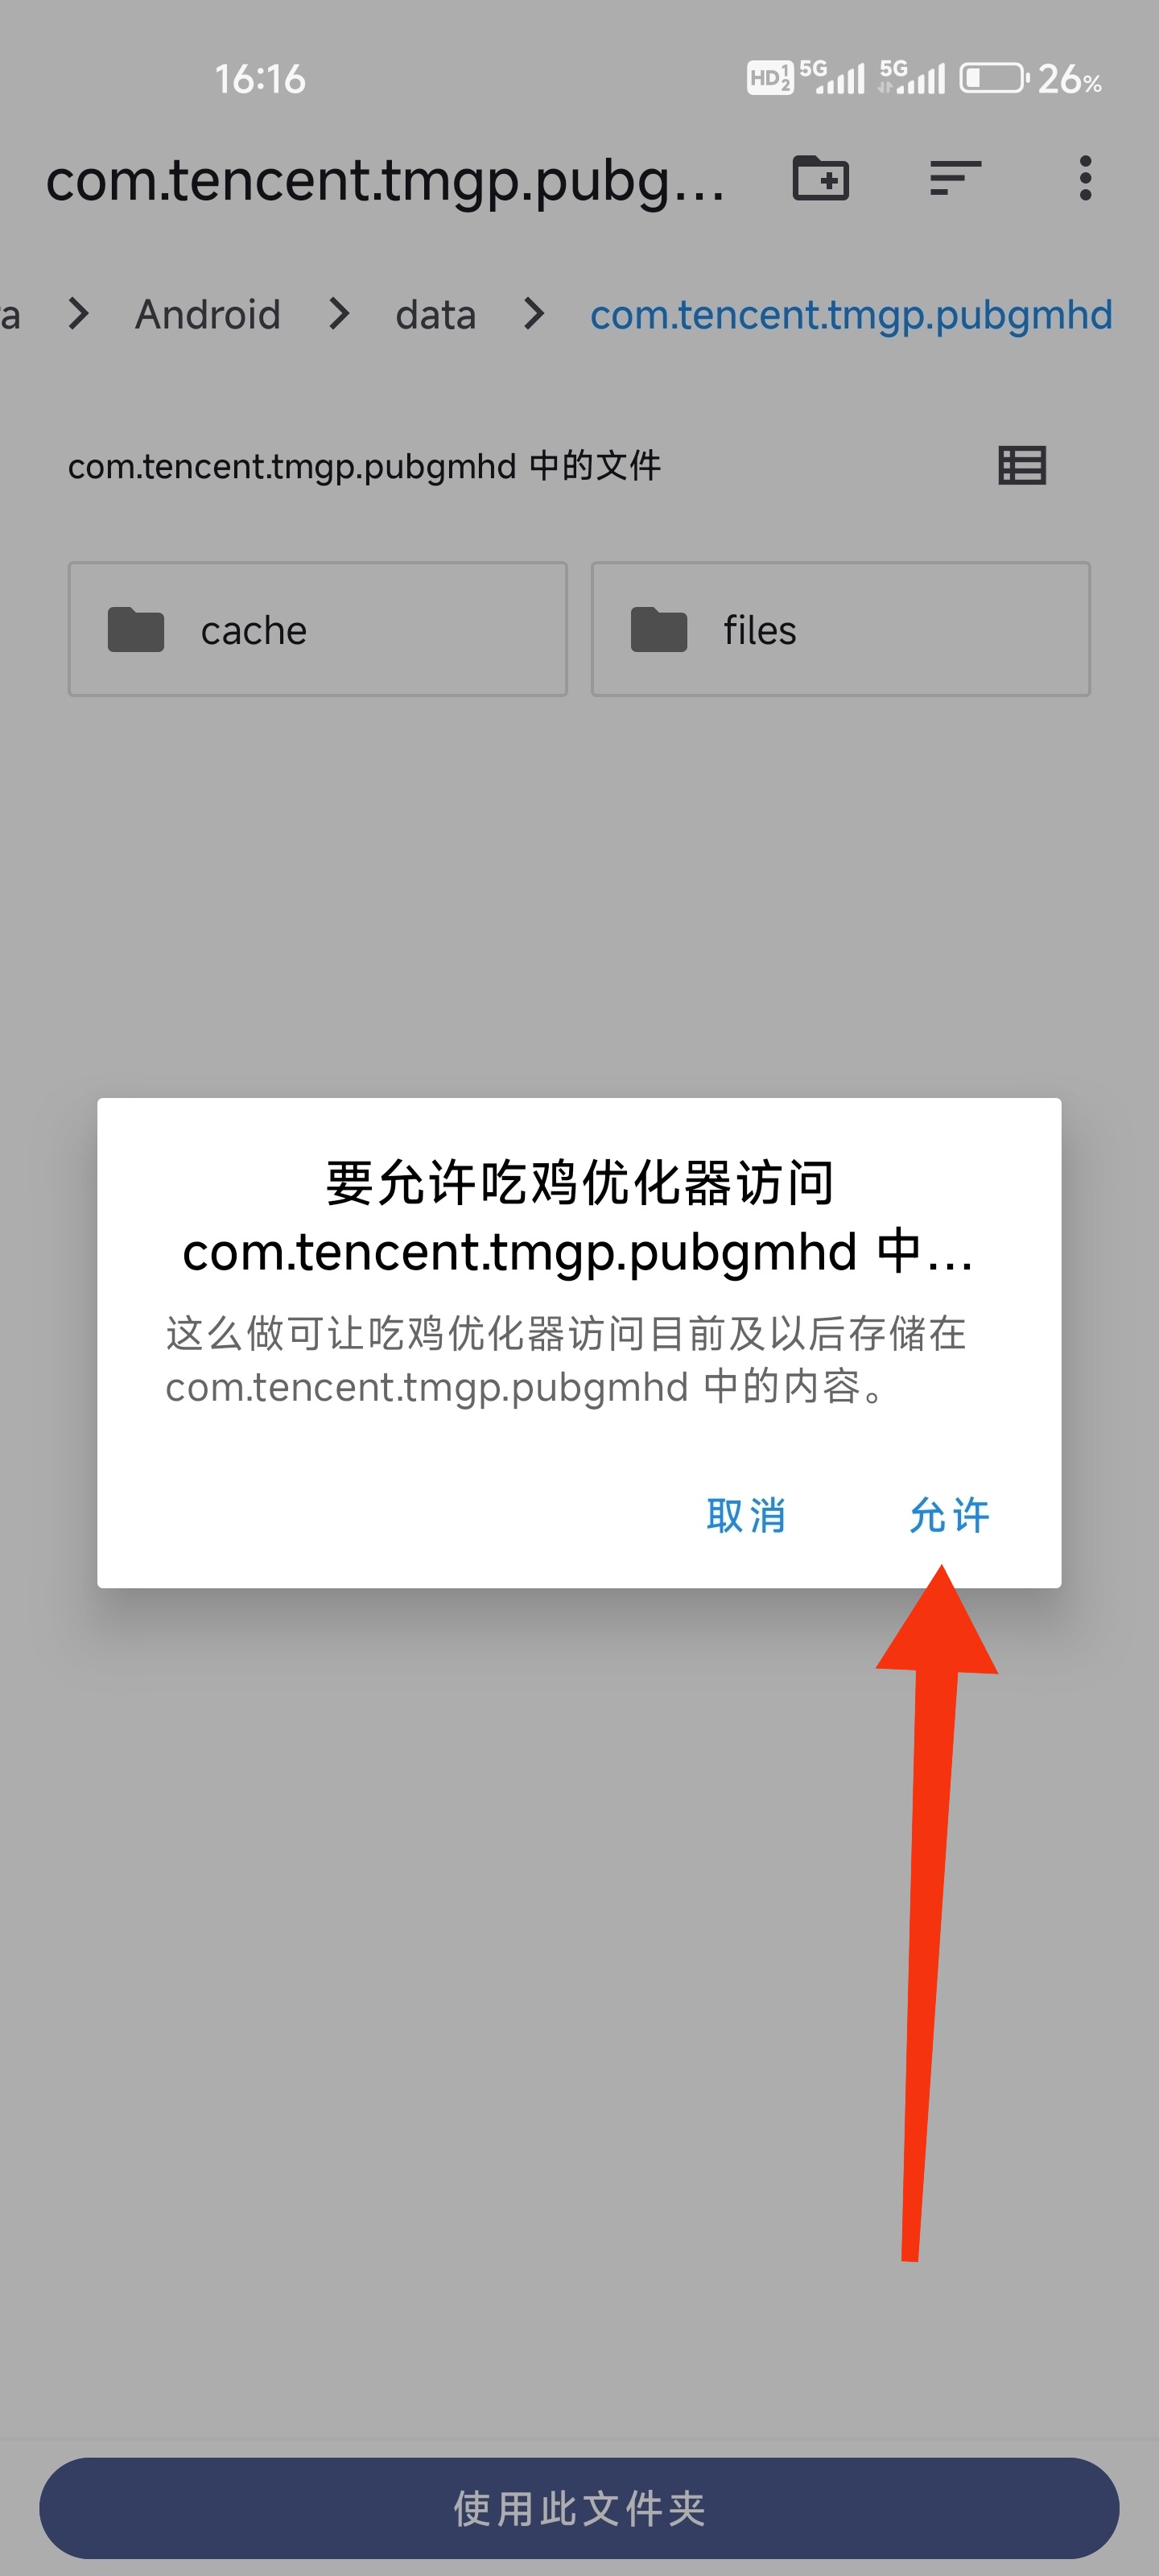 16:16
HD 1 2 5G 5G 26%
com.tencent.tmgp.pubg...
a > Android > data > com.tencent.tmgp.pubgmhd
com.tencent.tmgp.pubgmhd 中的文件
cache
files
要允许吃鸡优化器访问
com.tencent.tmgp.pubgmhd 中...
这么做可让吃鸡优化器访问目前及以后存储在
com.tencent.tmgp.pubgmhd 中的内容。
取消 允许
使用此文件夹